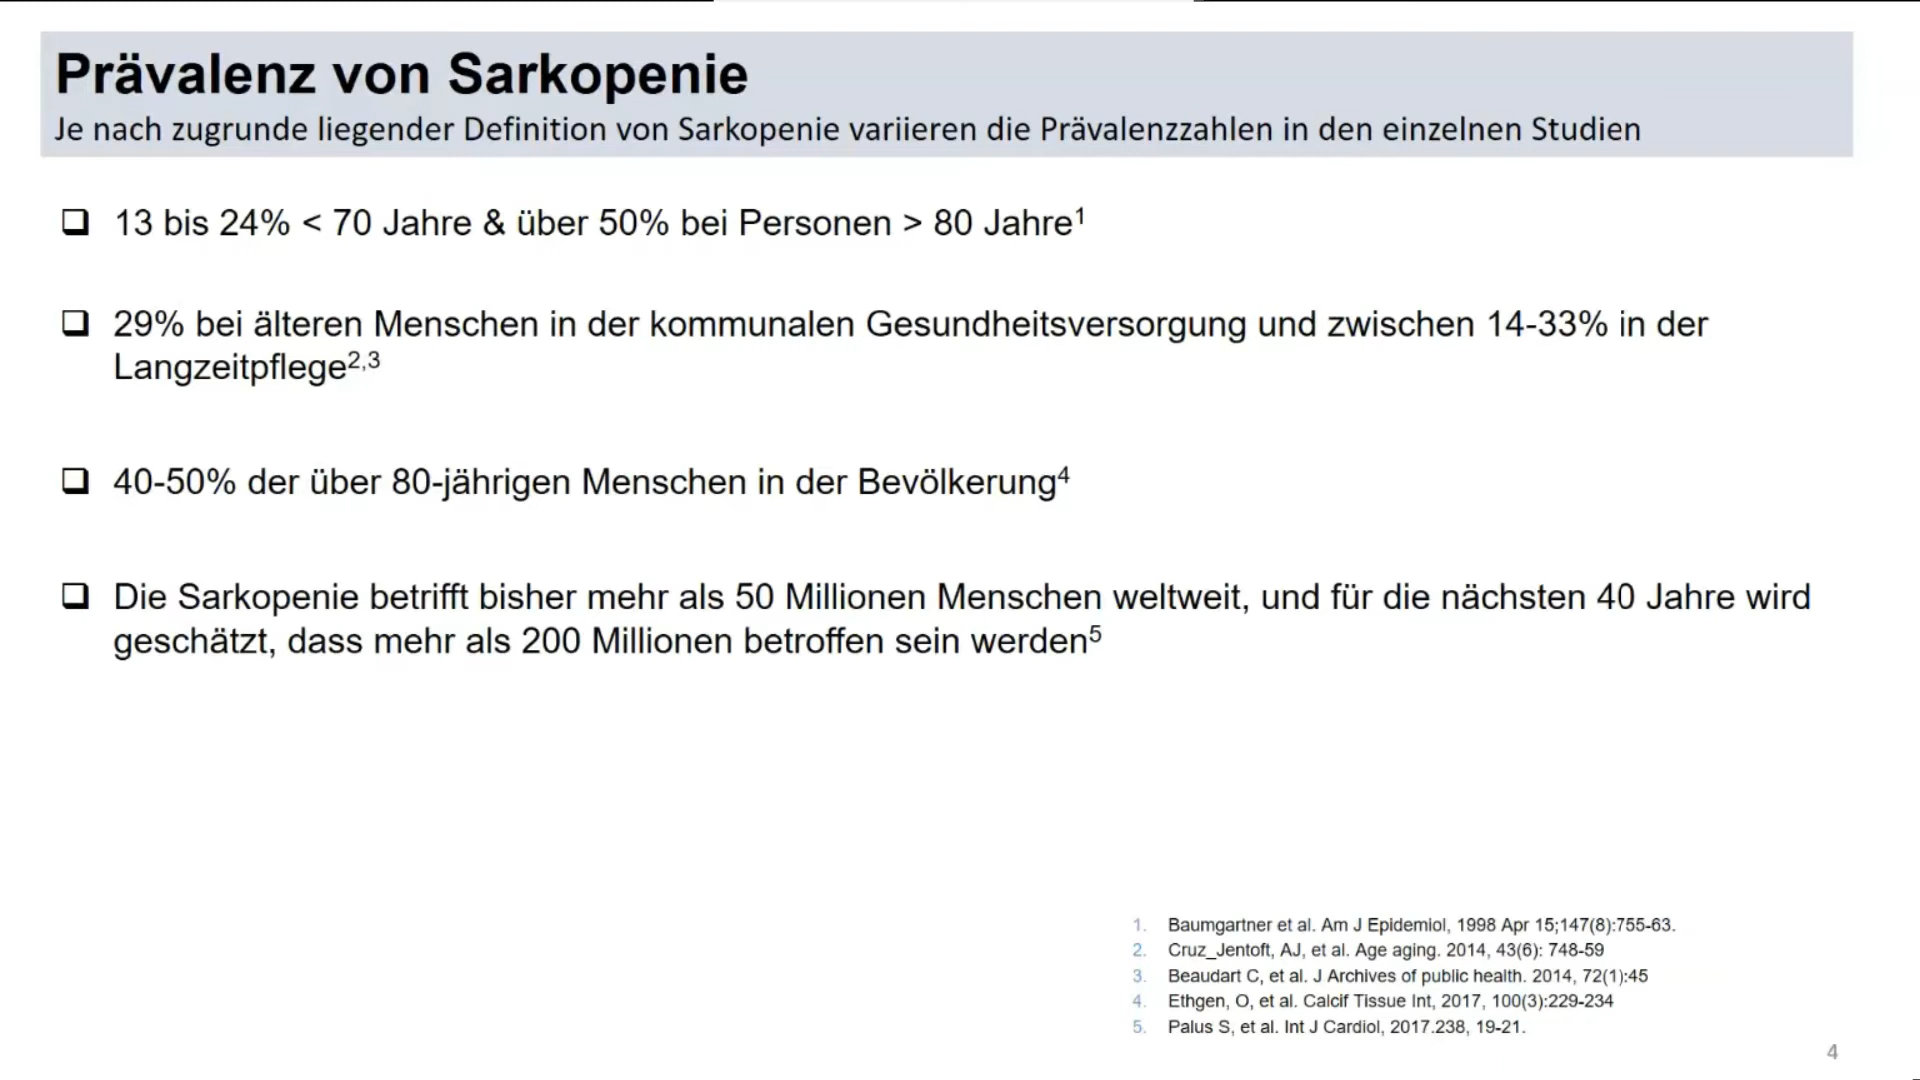 Prävalenz von Sarkopenie
Je nach zugrunde liegender Definition von Sarkopenie variieren die Prävalenzzahlen in den einzelnen Studien
❑ 13 bis 24% < 70 Jahre & über 50% bei Personen > 80 Jahre¹
❑ 29% bei älteren Menschen in der kommunalen Gesundheitsversorgung und zwischen 14-33% in der
Langzeitpflege²,³
❑ 40-50% der über 80-jährigen Menschen in der Bevölkerung⁴
❑ Die Sarkopenie betrifft bisher mehr als 50 Millionen Menschen weltweit, und für die nächsten 40 Jahre wird
geschätzt, dass mehr als 200 Millionen betroffen sein werden⁵
1. Baumgartner et al. Am J Epidemiol, 1998 Apr 15;147(8):755-63.
2. Cruz_Jentoft, AJ, et al. Age aging. 2014, 43(6): 748-59
3. Beaudart C, et al. J Archives of public health. 2014, 72(1):45
4. Ethgen, O, et al. Calcif Tissue Int, 2017, 100(3):229-234
5. Palus S, et al. Int J Cardiol, 2017.238, 19-21.
4